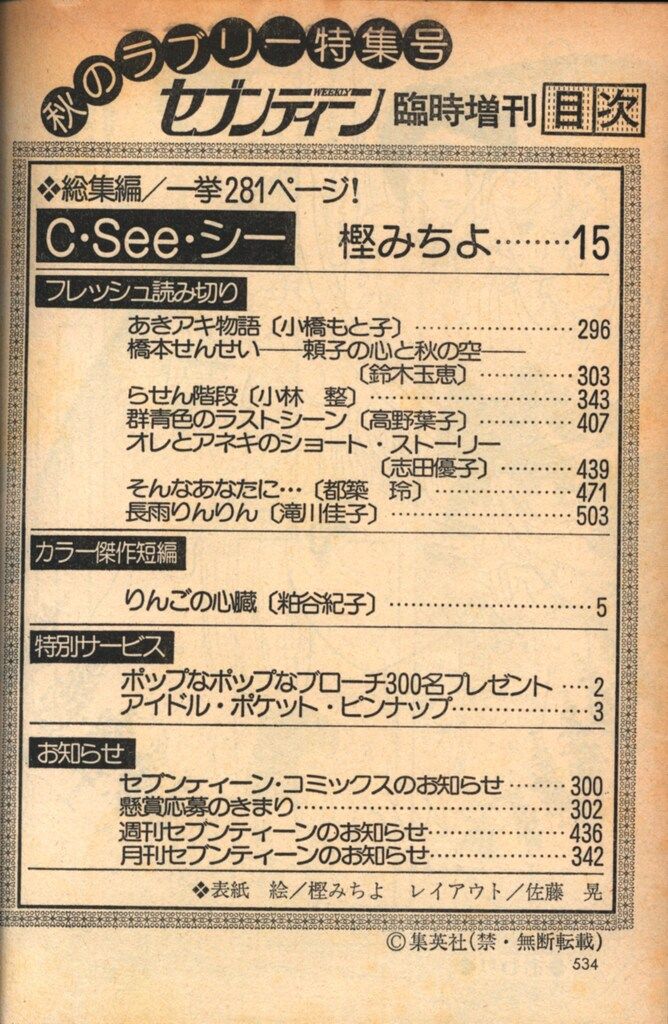 秋のラブリー特集号
セブンティーン WEEKLY 臨時増刊 目次
❖総集編／一挙281ページ!
C・See・シー 樫みちよ………15
フレッシュ読み切り
あきアキ物語〔小橋もと子〕………………296
橋本せんせい──頼子の心と秋の空──
〔鈴木玉恵〕…………303
らせん階段〔小林 整〕………………………343
群青色のラストシーン〔高野葉子〕…………407
オレとアネキのショート・ストーリー
〔志田優子〕………439
そんなあなたに…〔都築 玲〕………………471
長雨りんりん〔滝川佳子〕……………………503
カラー傑作短編
りんごの心臓〔粕谷紀子〕……………………5
特別サービス
ポップなポップなブローチ300名プレゼント…2
アイドル・ポケット・ピンナップ………………3
お知らせ
セブンティーン・コミックスのお知らせ………300
懸賞応募のきまり………………………………302
週刊セブンティーンのお知らせ………………436
月刊セブンティーンのお知らせ………………342
❖表紙 絵／樫みちよ レイアウト／佐藤 晃
©集英社(禁・無断転載)
534